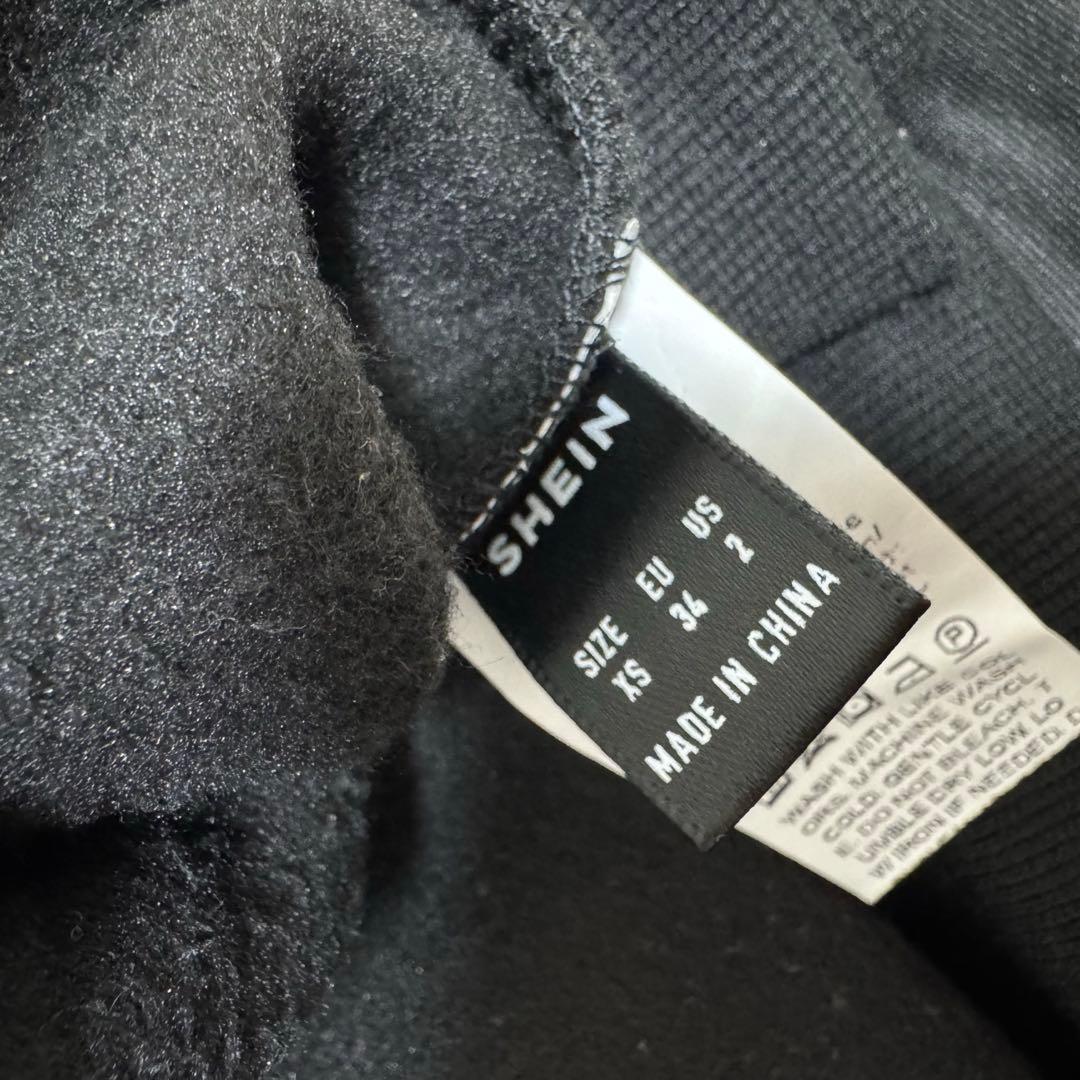 SHEIN
SIZE EU US
XS 34 2
MADE IN CHINA
P
WASH WITH LIKE
MACHINE WASH
COLD GENTLE CYCL
DO NOT BLEACH. T
UMBLE DRY LOW LO
W IRON IF NEEDED. D